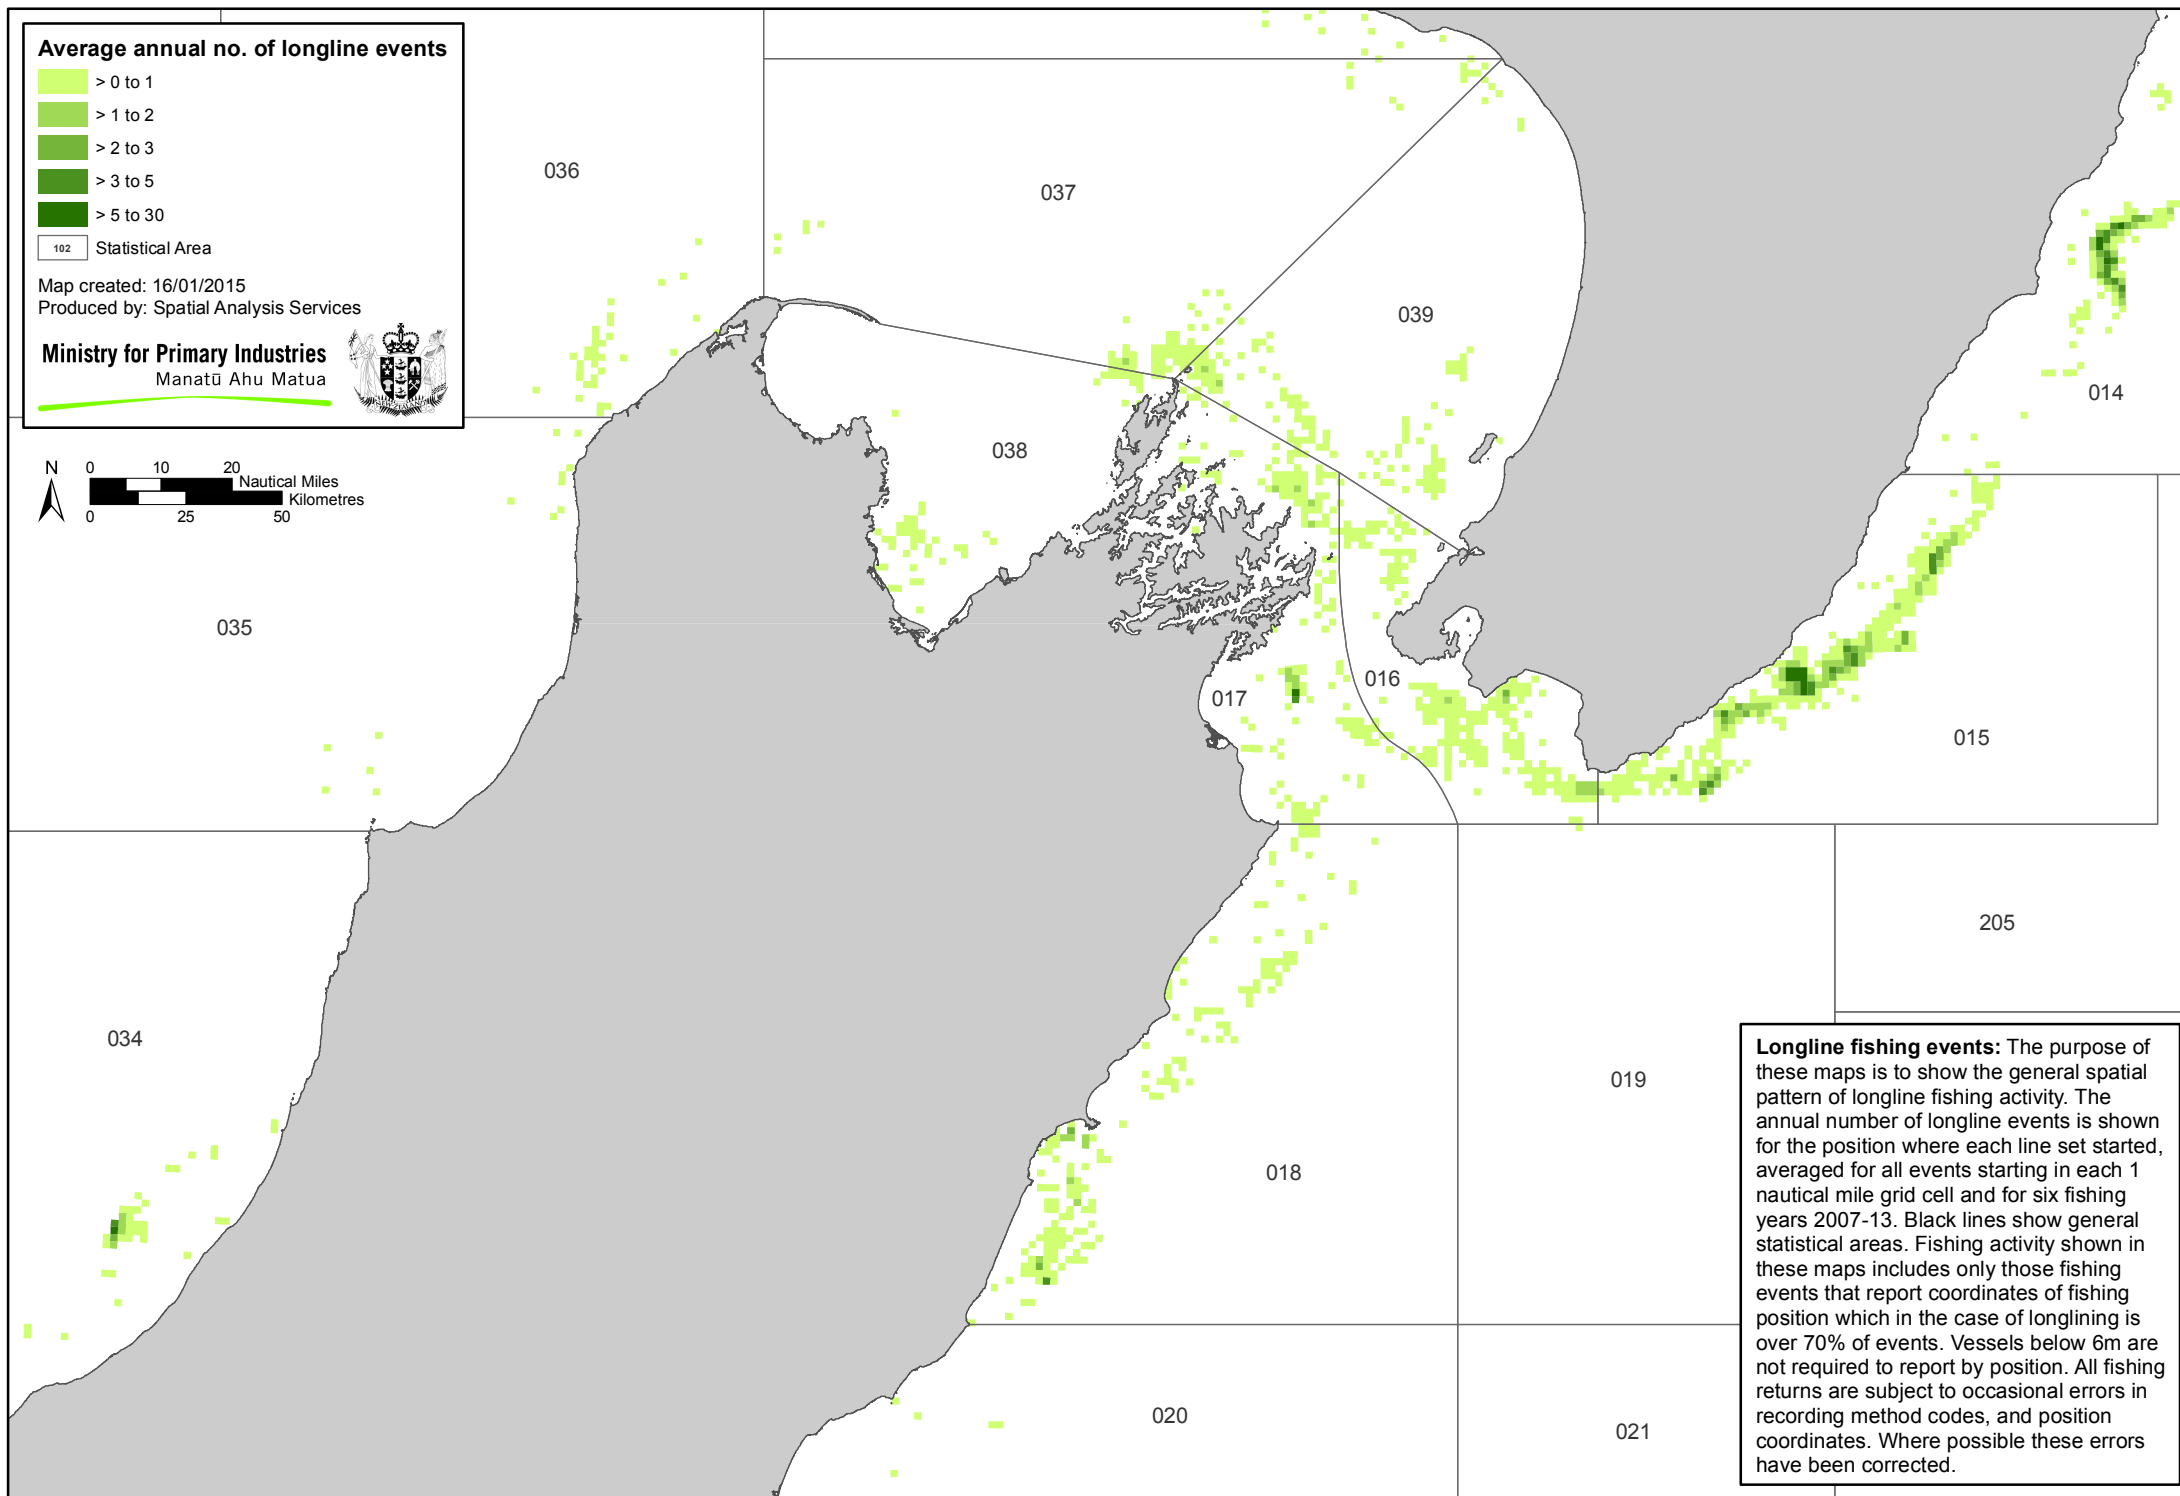 Average annual no. of longline events
> 0 to 1
> 1 to 2
> 2 to 3
> 3 to 5
> 5 to 30
102 Statistical Area
Map created: 16/01/2015
Produced by: Spatial Analysis Services
Ministry for Primary Industries
Manatū Ahu Matua
NEW ZEALAND
N
0 10 20
Nautical Miles
Kilometres
0 25 50
036
037
039
014
038
035
017
016
015
205
034
019
018
020
021
Longline fishing events: The purpose of
these maps is to show the general spatial
pattern of longline fishing activity. The
annual number of longline events is shown
for the position where each line set started,
averaged for all events starting in each 1
nautical mile grid cell and for six fishing
years 2007-13. Black lines show general
statistical areas. Fishing activity shown in
these maps includes only those fishing
events that report coordinates of fishing
position which in the case of longlining is
over 70% of events. Vessels below 6m are
not required to report by position. All fishing
returns are subject to occasional errors in
recording method codes, and position
coordinates. Where possible these errors
have been corrected.